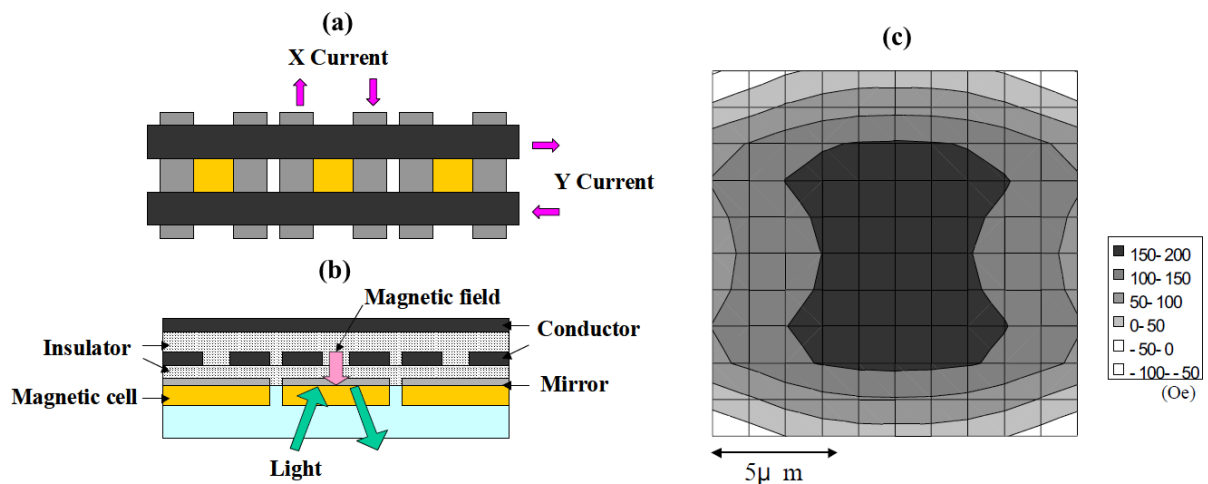 (a)
X Current
Y Current
(b)
Magnetic field
Conductor
Insulator
Mirror
Magnetic cell
Light
(c)
150- 200
100- 150
50- 100
0- 50
- 50- 0
- 100- - 50
(Oe)
5μ m